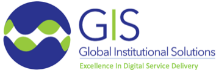 GIS
Global Institutional Solutions
Excellence in Digital Service Delivery